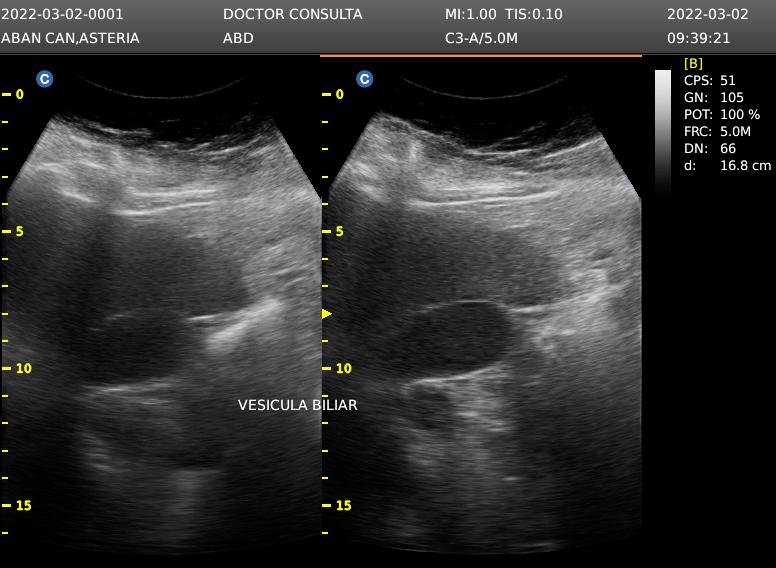 2022-03-02-0001 DOCTOR CONSULTA MI:1.00 TIS:0.10 2022-03-02
ABAN CAN,ASTERIA ABD C3-A/5.0M 09:39:21
C C
[B]
CPS: 51
GN: 105
POT: 100 %
FRC: 5.0M
DN: 66
d: 16.8 cm
0 0
5 5
10 10
VESICULA BILIAR
15 15